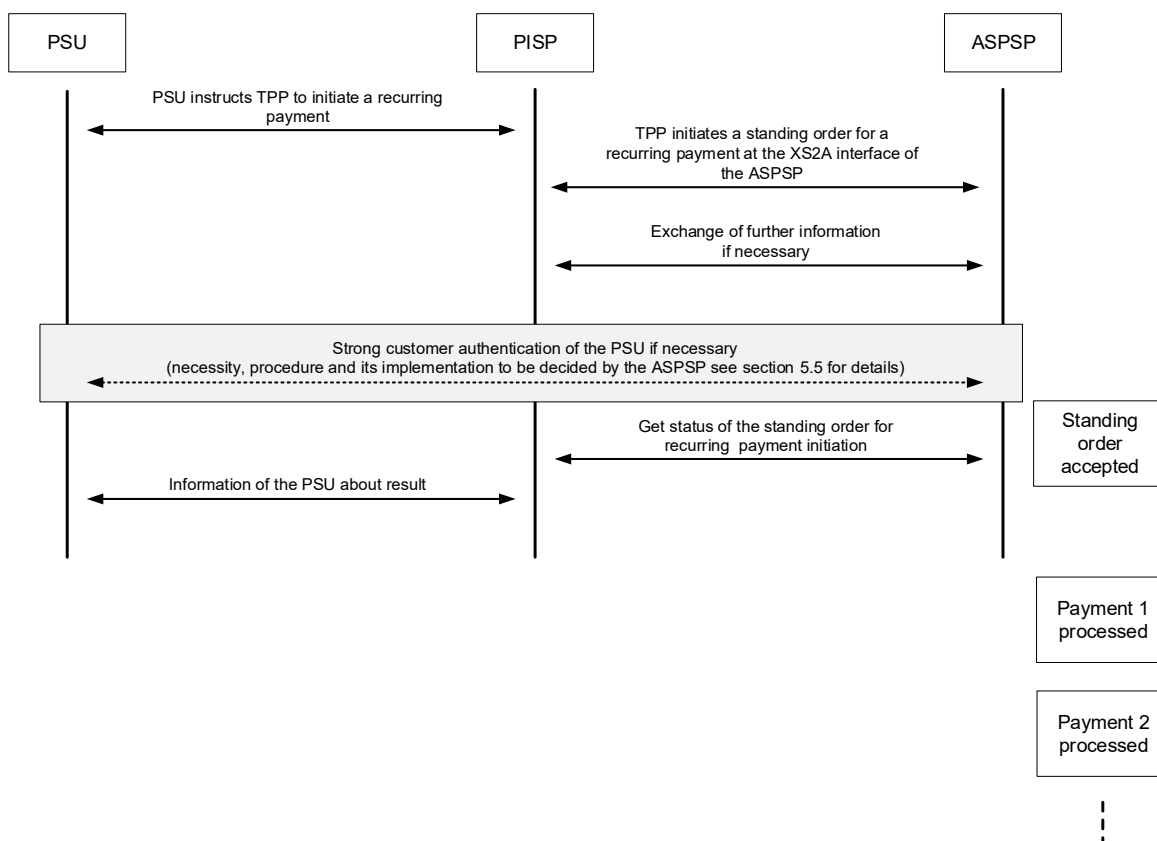 PSU
PISP
ASPSP
PSU instructs TPP to initiate a recurring
payment
TPP initiates a standing order for a
recurring payment at the XS2A interface of
the ASPSP
Exchange of further information
if necessary
Strong customer authentication of the PSU if necessary
(necessity, procedure and its implementation to be decided by the ASPSP see section 5.5 for details)
Get status of the standing order for
recurring payment initiation
Standing
order
accepted
Information of the PSU about result
Payment 1
processed
Payment 2
processed